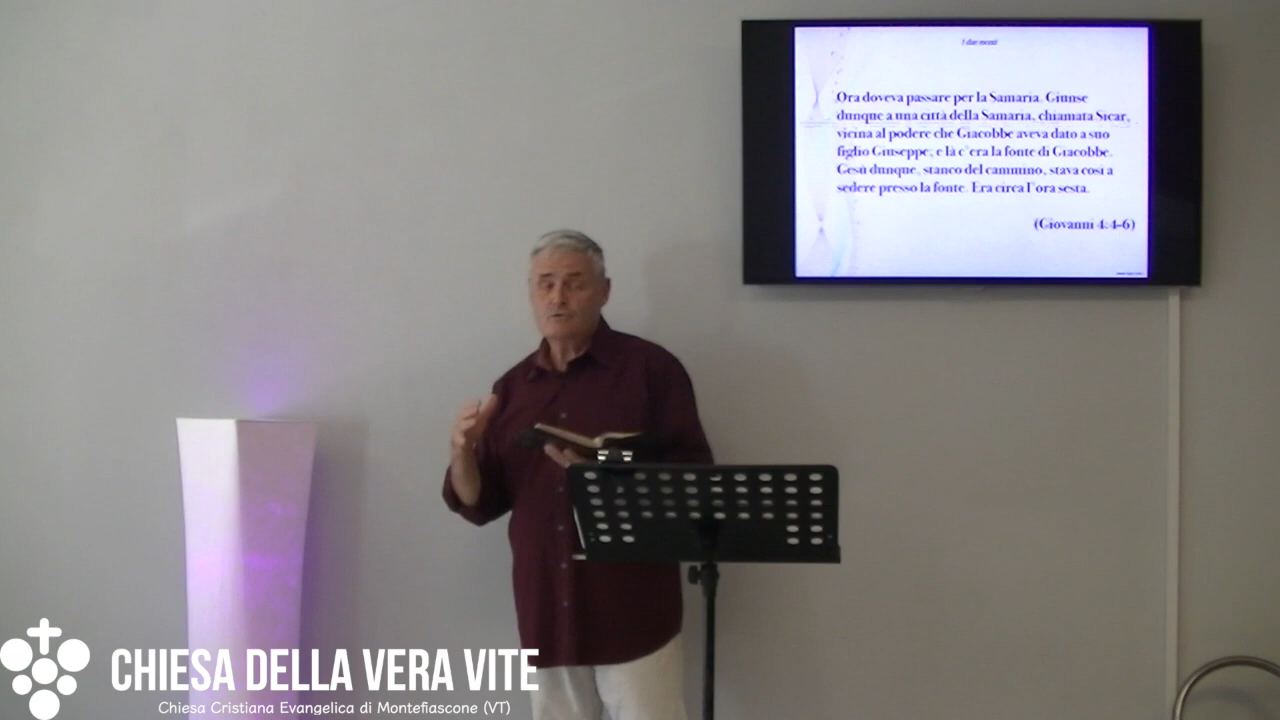 I due monti
Ora doveva passare per la Samaria. Giunse
dunque a una città della Samaria, chiamata Sicar,
vicina al podere che Giacobbe aveva dato a suo
figlio Giuseppe; e là c'era la fonte di Giacobbe.
Gesù dunque, stanco del cammino, stava così a
sedere presso la fonte. Era circa l'ora sesta.
(Giovanni 4:4-6)
CHIESA DELLA VERA VITE
Chiesa Cristiana Evangelica di Montefiascone (VT)